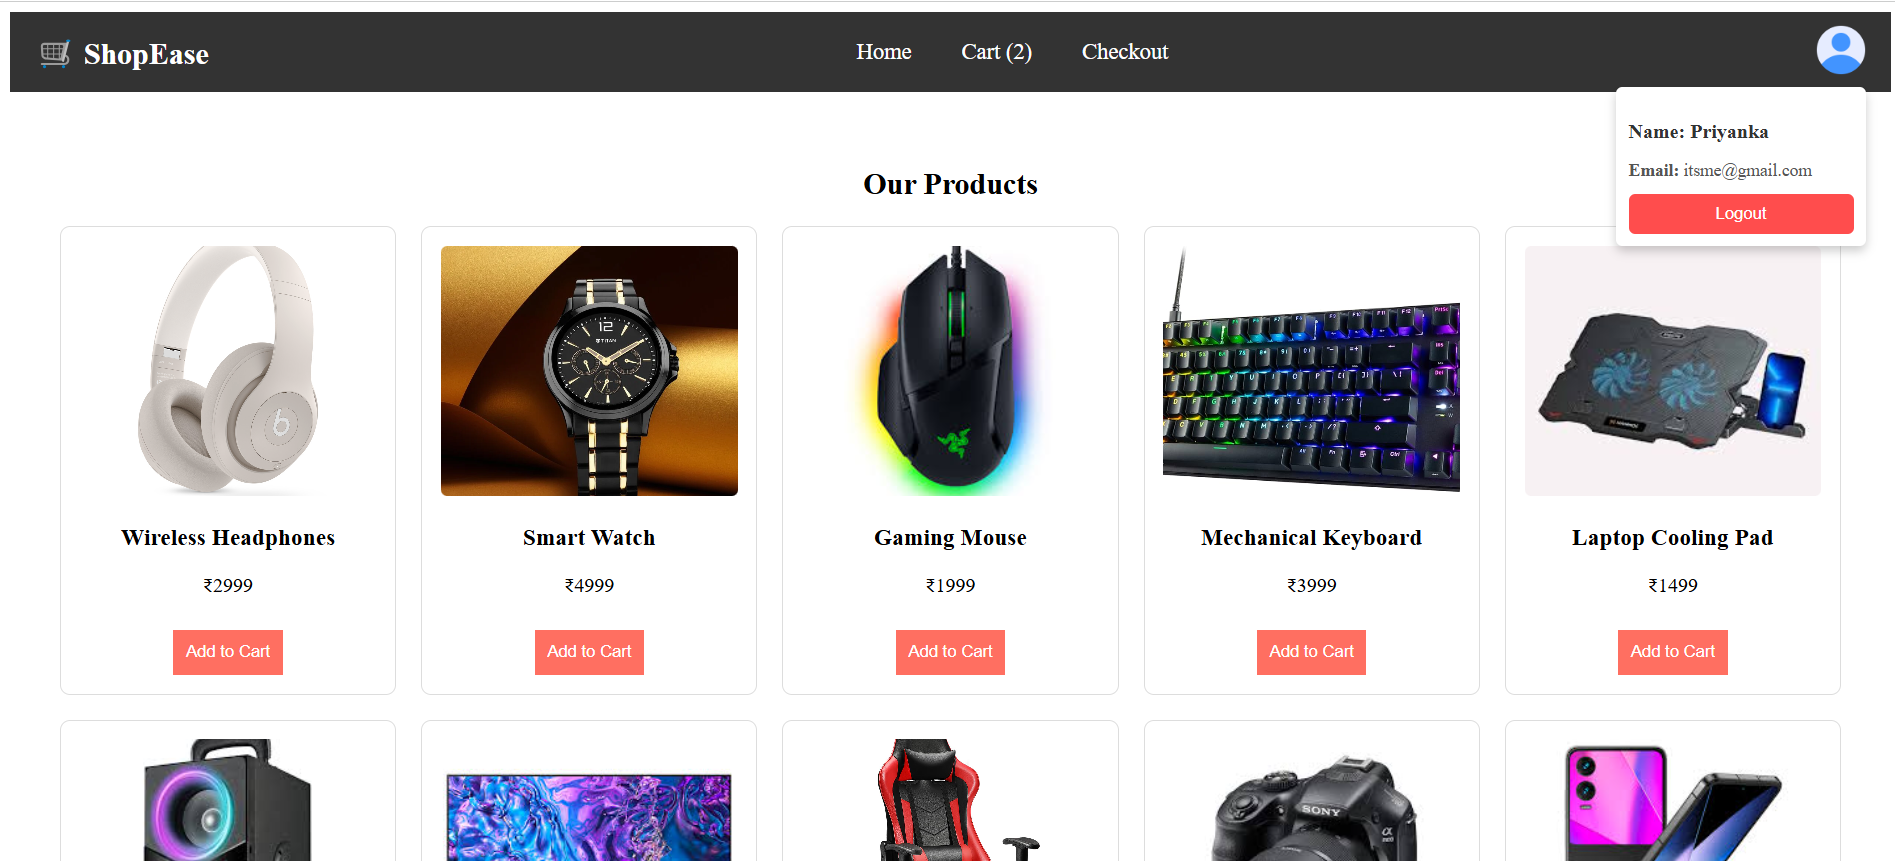 ShopEase
Home
Cart (2)
Checkout
Name: Priyanka
Email: itsme@gmail.com
Logout
Our Products
TITAN
12
Wireless Headphones
Smart Watch
Gaming Mouse
Mechanical Keyboard
Laptop Cooling Pad
₹2999
₹4999
₹1999
₹3999
₹1499
Add to Cart
Add to Cart
Add to Cart
Add to Cart
Add to Cart
SONY